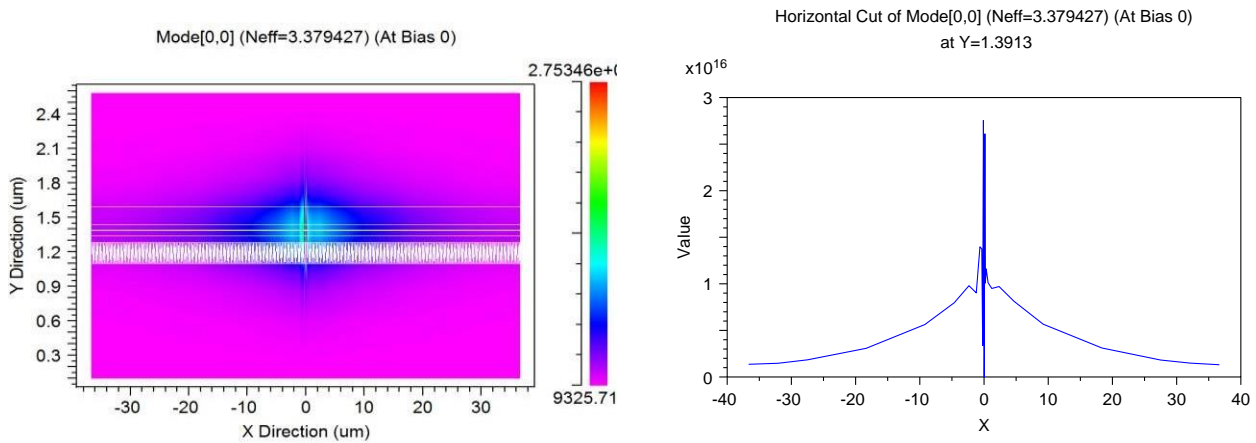 Mode[0,0] (Neff=3.379427) (At Bias 0)
2.75346e+
Y Direction (um)
2.4
2.1
1.8
1.5
1.2
0.9
0.6
0.3
-30 -20 -10 0 10 20 30
X Direction (um)
9325.71
Horizontal Cut of Mode[0,0] (Neff=3.379427) (At Bias 0)
at Y=1.3913
x10^16
Value
3
2
1
0
-40 -30 -20 -10 0 10 20 30 40
X